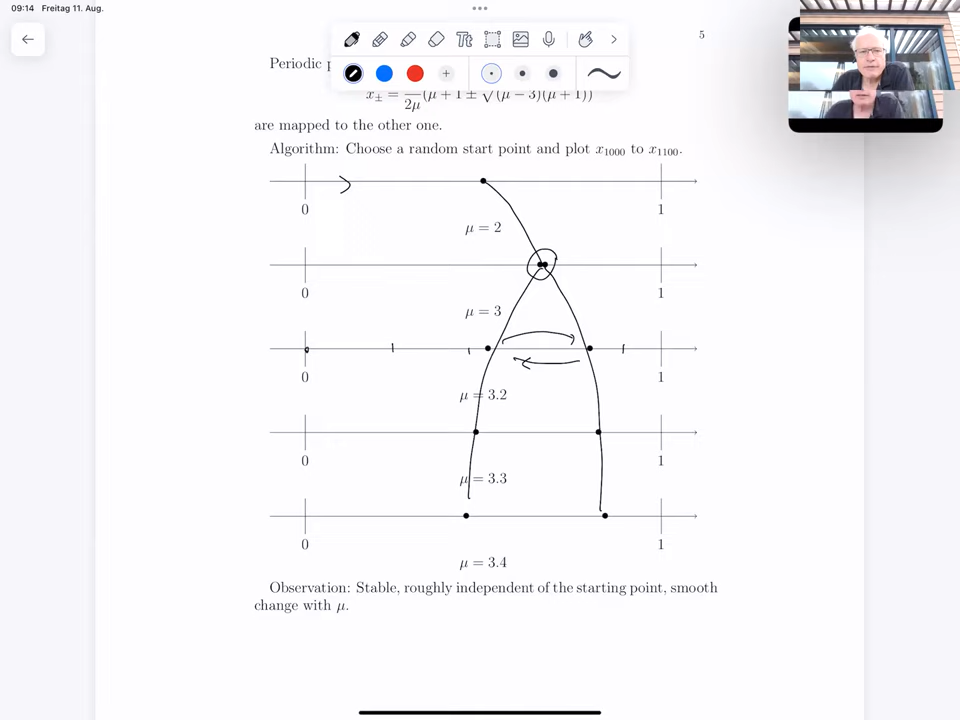 09:14 Freitag 11. Aug.
5
Periodic p
x± = 1/2μ (μ + 1 ± √(μ − 3)(μ + 1))
are mapped to the other one.
Algorithm: Choose a random start point and plot x₁₀₀₀ to x₁₁₀₀.
0 1
μ = 2
0 1
μ = 3
0 1
μ = 3.2
0 1
μ = 3.3
0 1
μ = 3.4
Observation: Stable, roughly independent of the starting point, smooth
change with μ.
Tt